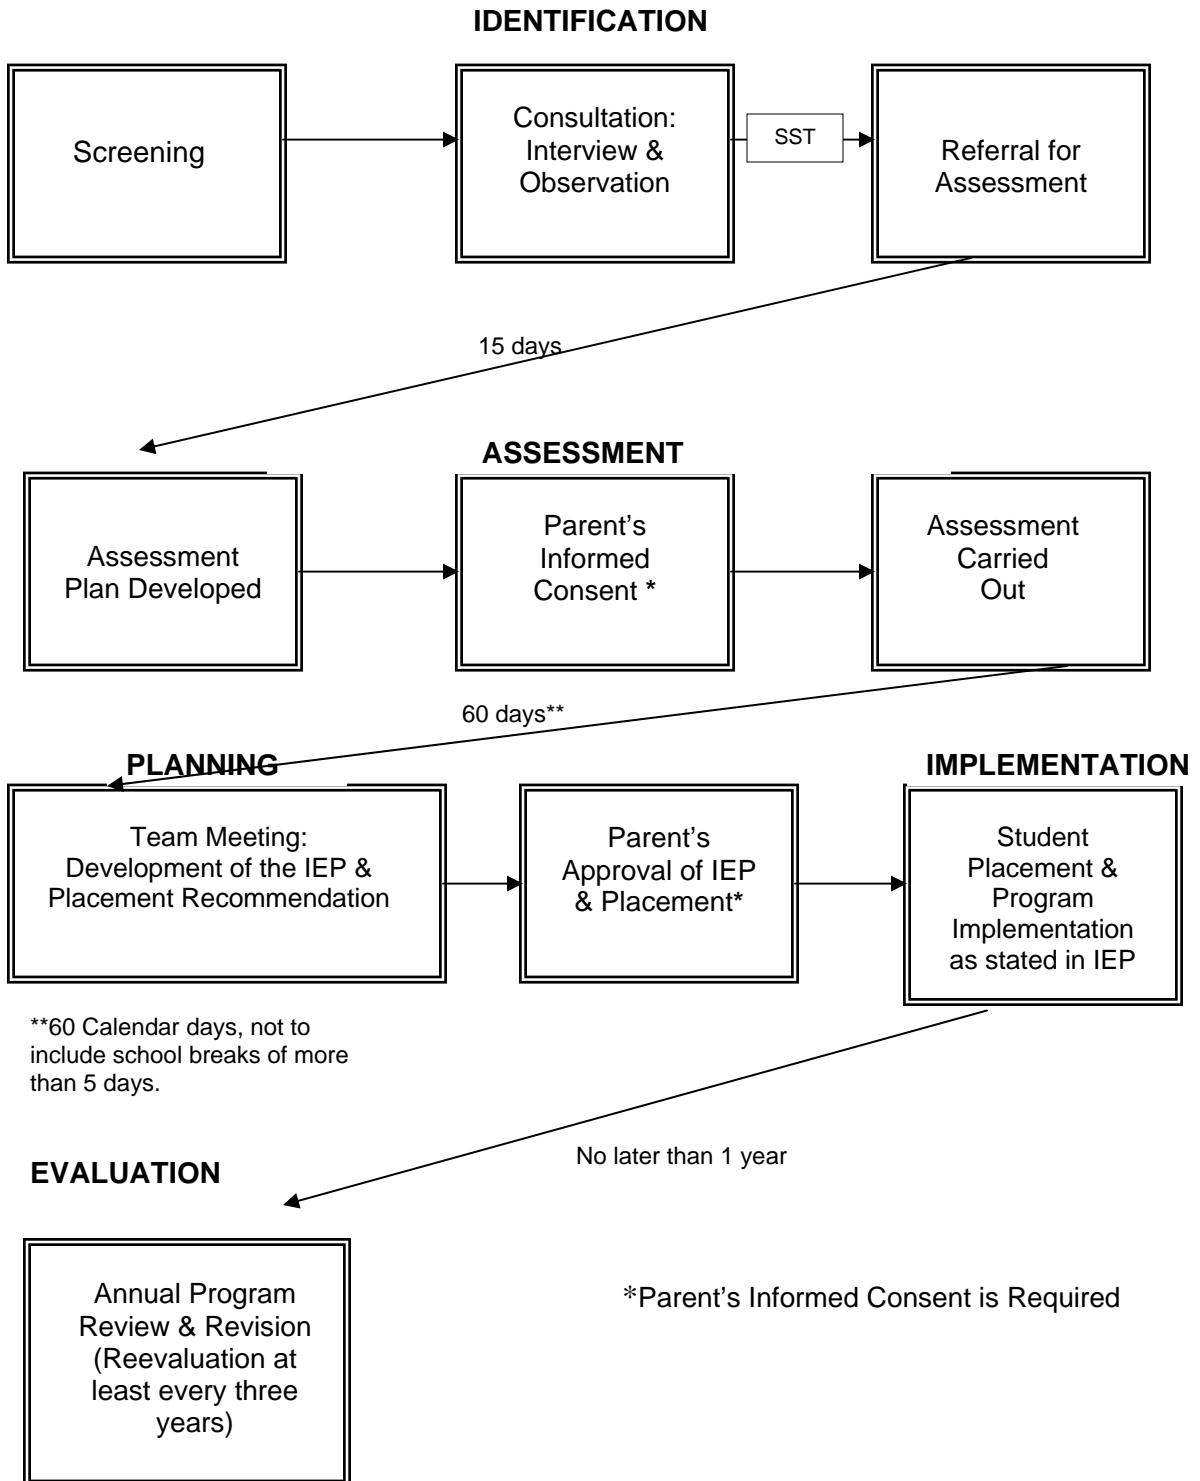 IDENTIFICATION
Screening
Consultation:
Interview &
Observation
SST
Referral for
Assessment
15 days
ASSESSMENT
Assessment
Plan Developed
Parent's
Informed
Consent *
Assessment
Carried
Out
60 days**
PLANNING
IMPLEMENTATION
Team Meeting:
Development of the IEP &
Placement Recommendation
Parent's
Approval of IEP
& Placement*
Student
Placement &
Program
Implementation
as stated in IEP
**60 Calendar days, not to
include school breaks of more
than 5 days.
No later than 1 year
EVALUATION
Annual Program
Review & Revision
(Reevaluation at
least every three
years)
*Parent's Informed Consent is Required